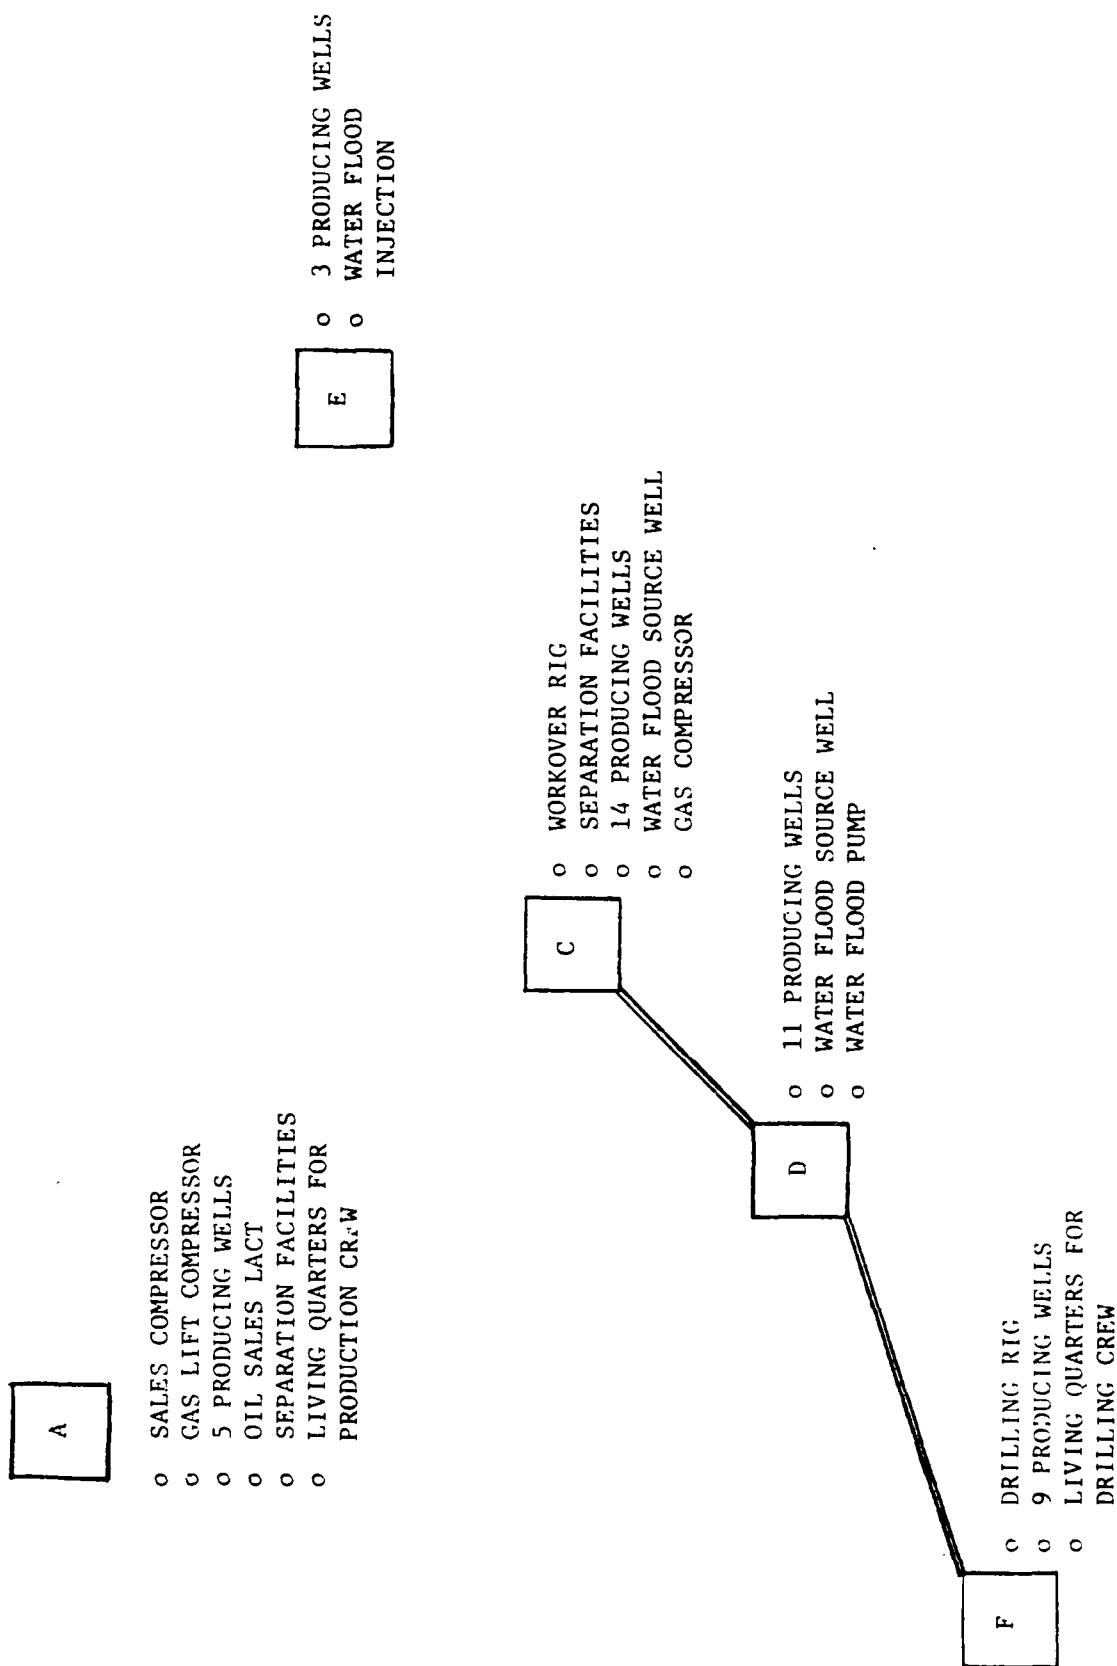 A
o SALES COMPRESSOR
o GAS LIFT COMPRESSOR
o 5 PRODUCING WELLS
o OIL SALES LACT
o SEPARATION FACILITIES
o LIVING QUARTERS FOR
PRODUCTION CREW
E
o 3 PRODUCING WELLS
o WATER FLOOD
INJECTION
C
o WORKOVER RIG
o SEPARATION FACILITIES
o 14 PRODUCING WELLS
o WATER FLOOD SOURCE WELL
o GAS COMPRESSOR
D
o 11 PRODUCING WELLS
o WATER FLOOD SOURCE WELL
o WATER FLOOD PUMP
F
o DRILLING RIG
o 9 PRODUCING WELLS
o LIVING QUARTERS FOR
DRILLING CREW